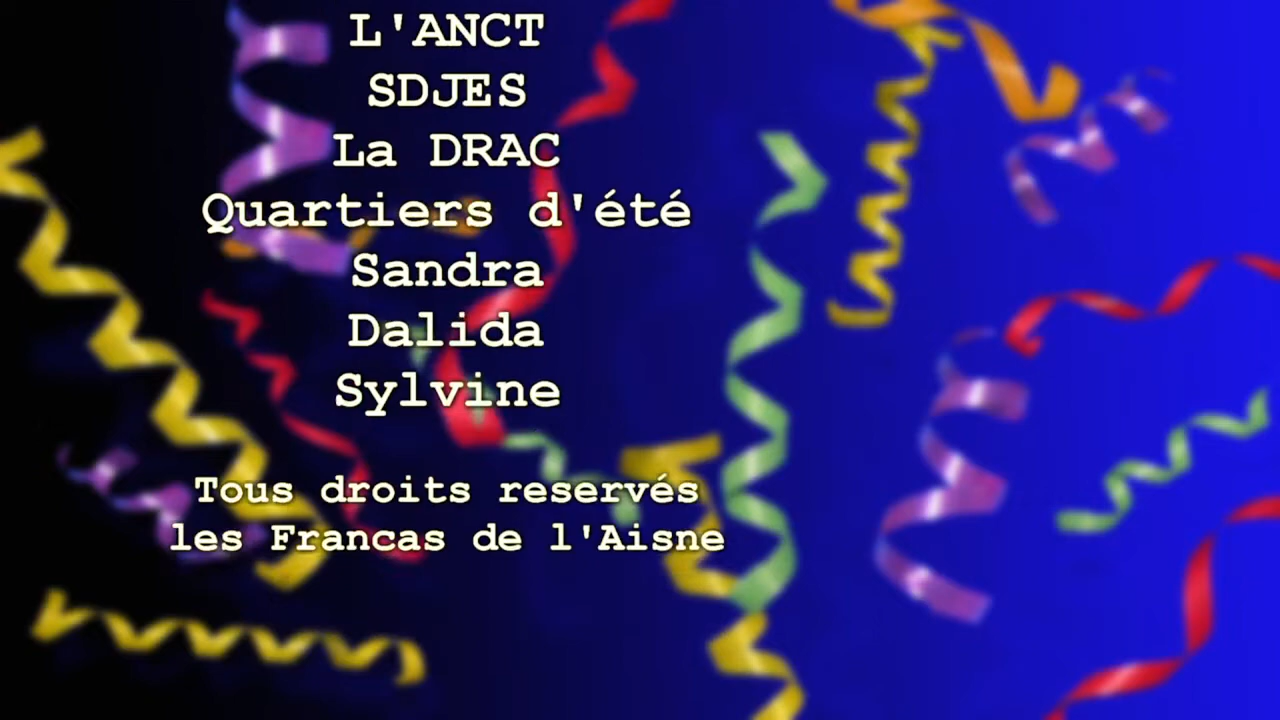 L'ANCT
SDJES
La DRAC
Quartiers d'été
Sandra
Dalida
Sylvine
Tous droits reservés
les Francas de l'Aisne